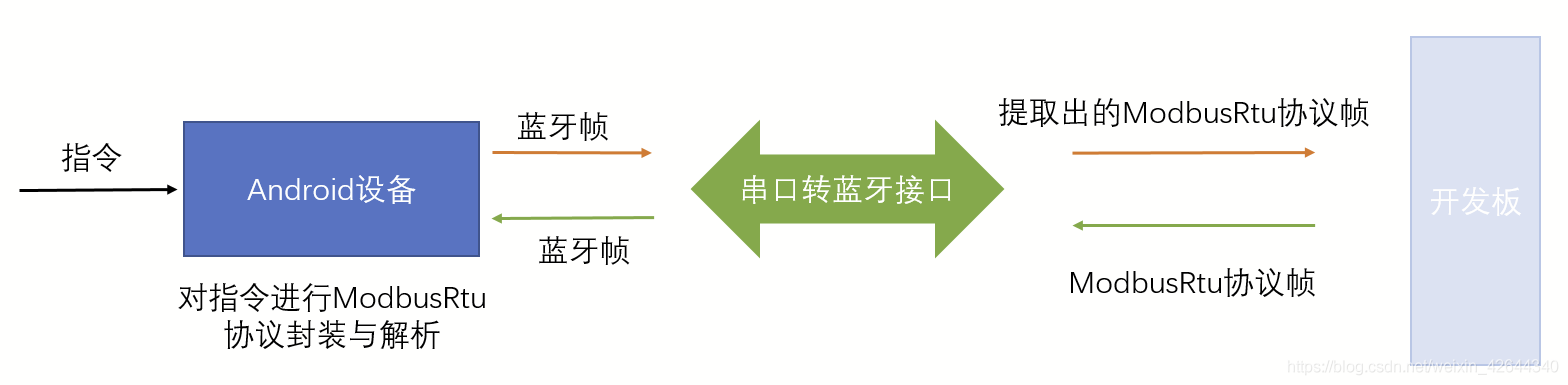 指令
Android设备
对指令进行ModbusRtu
协议封装与解析
蓝牙帧
蓝牙帧
串口转蓝牙接口
提取出的ModbusRtu协议帧
ModbusRtu协议帧
开发板
https://blog.csdn.net/weixin_42644340